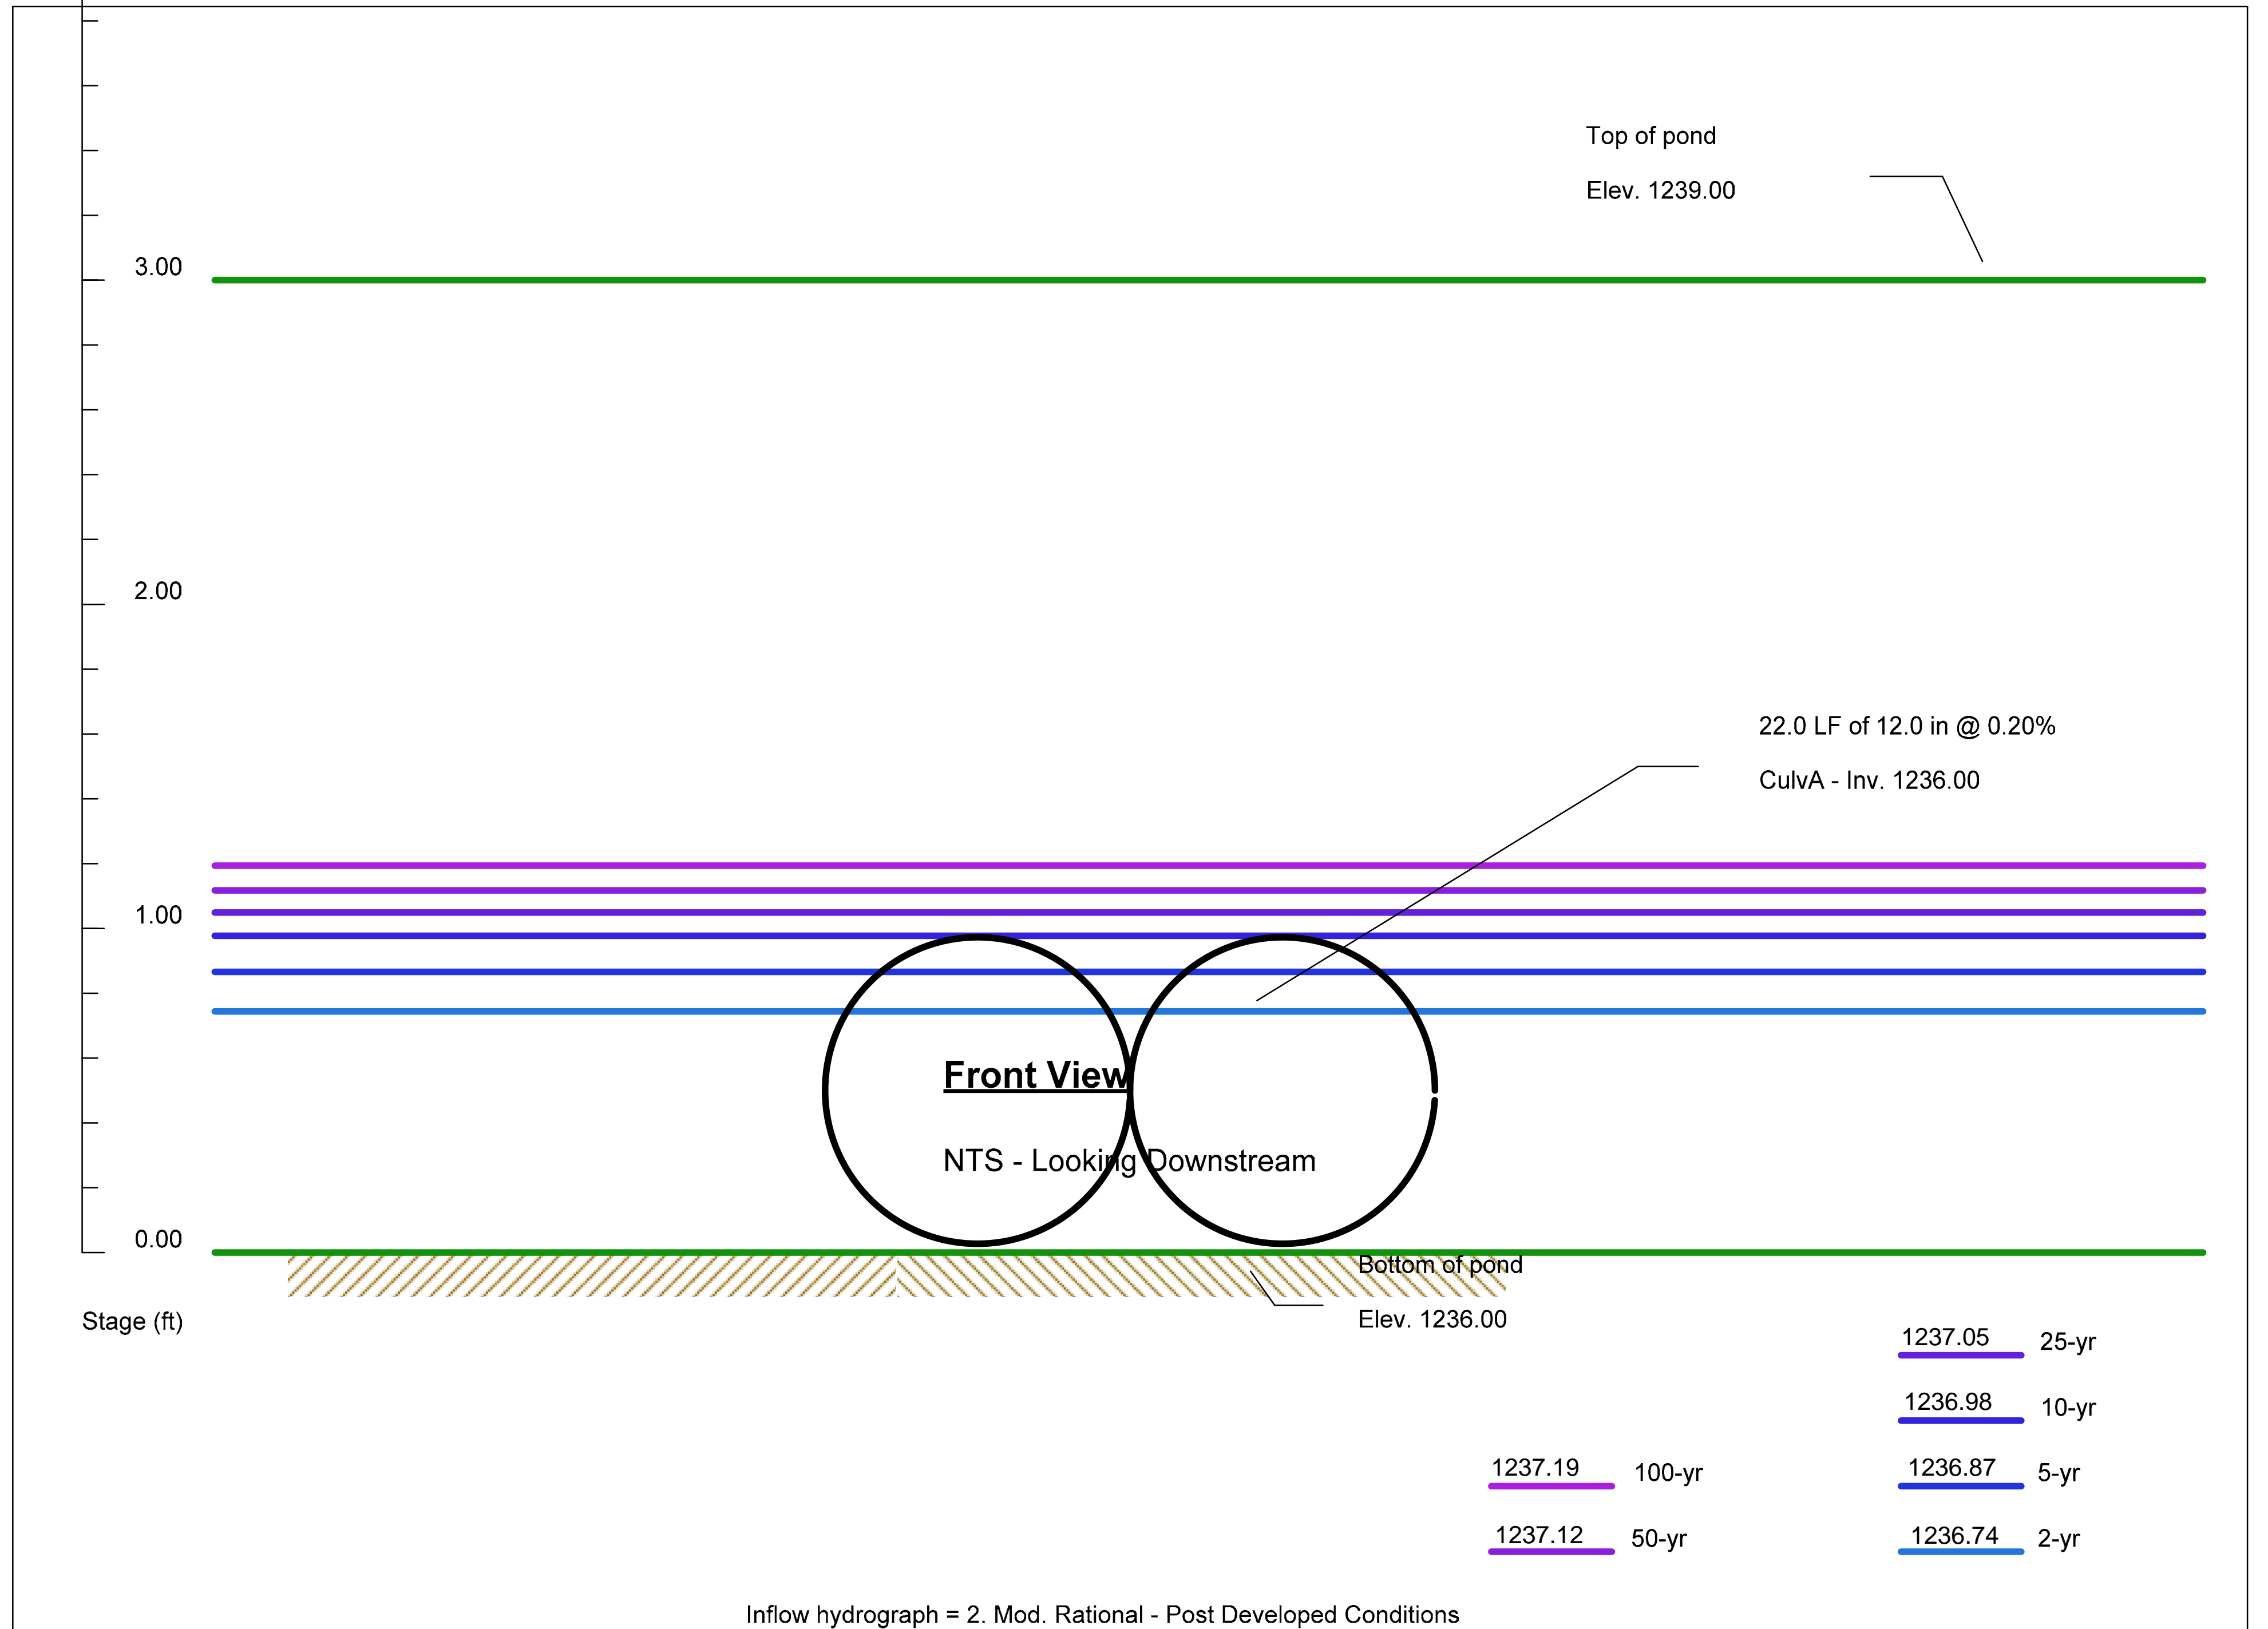 Top of pond
Elev. 1239.00
3.00
2.00
22.0 LF of 12.0 in @ 0.20%
CulvA - Inv. 1236.00
1.00
Front View
NTS - Looking Downstream
0.00
Bottom of pond
Elev. 1236.00
Stage (ft)
1237.05 25-yr
1236.98 10-yr
1237.19 100-yr
1236.87 5-yr
1237.12 50-yr
1236.74 2-yr
Inflow hydrograph = 2. Mod. Rational - Post Developed Conditions